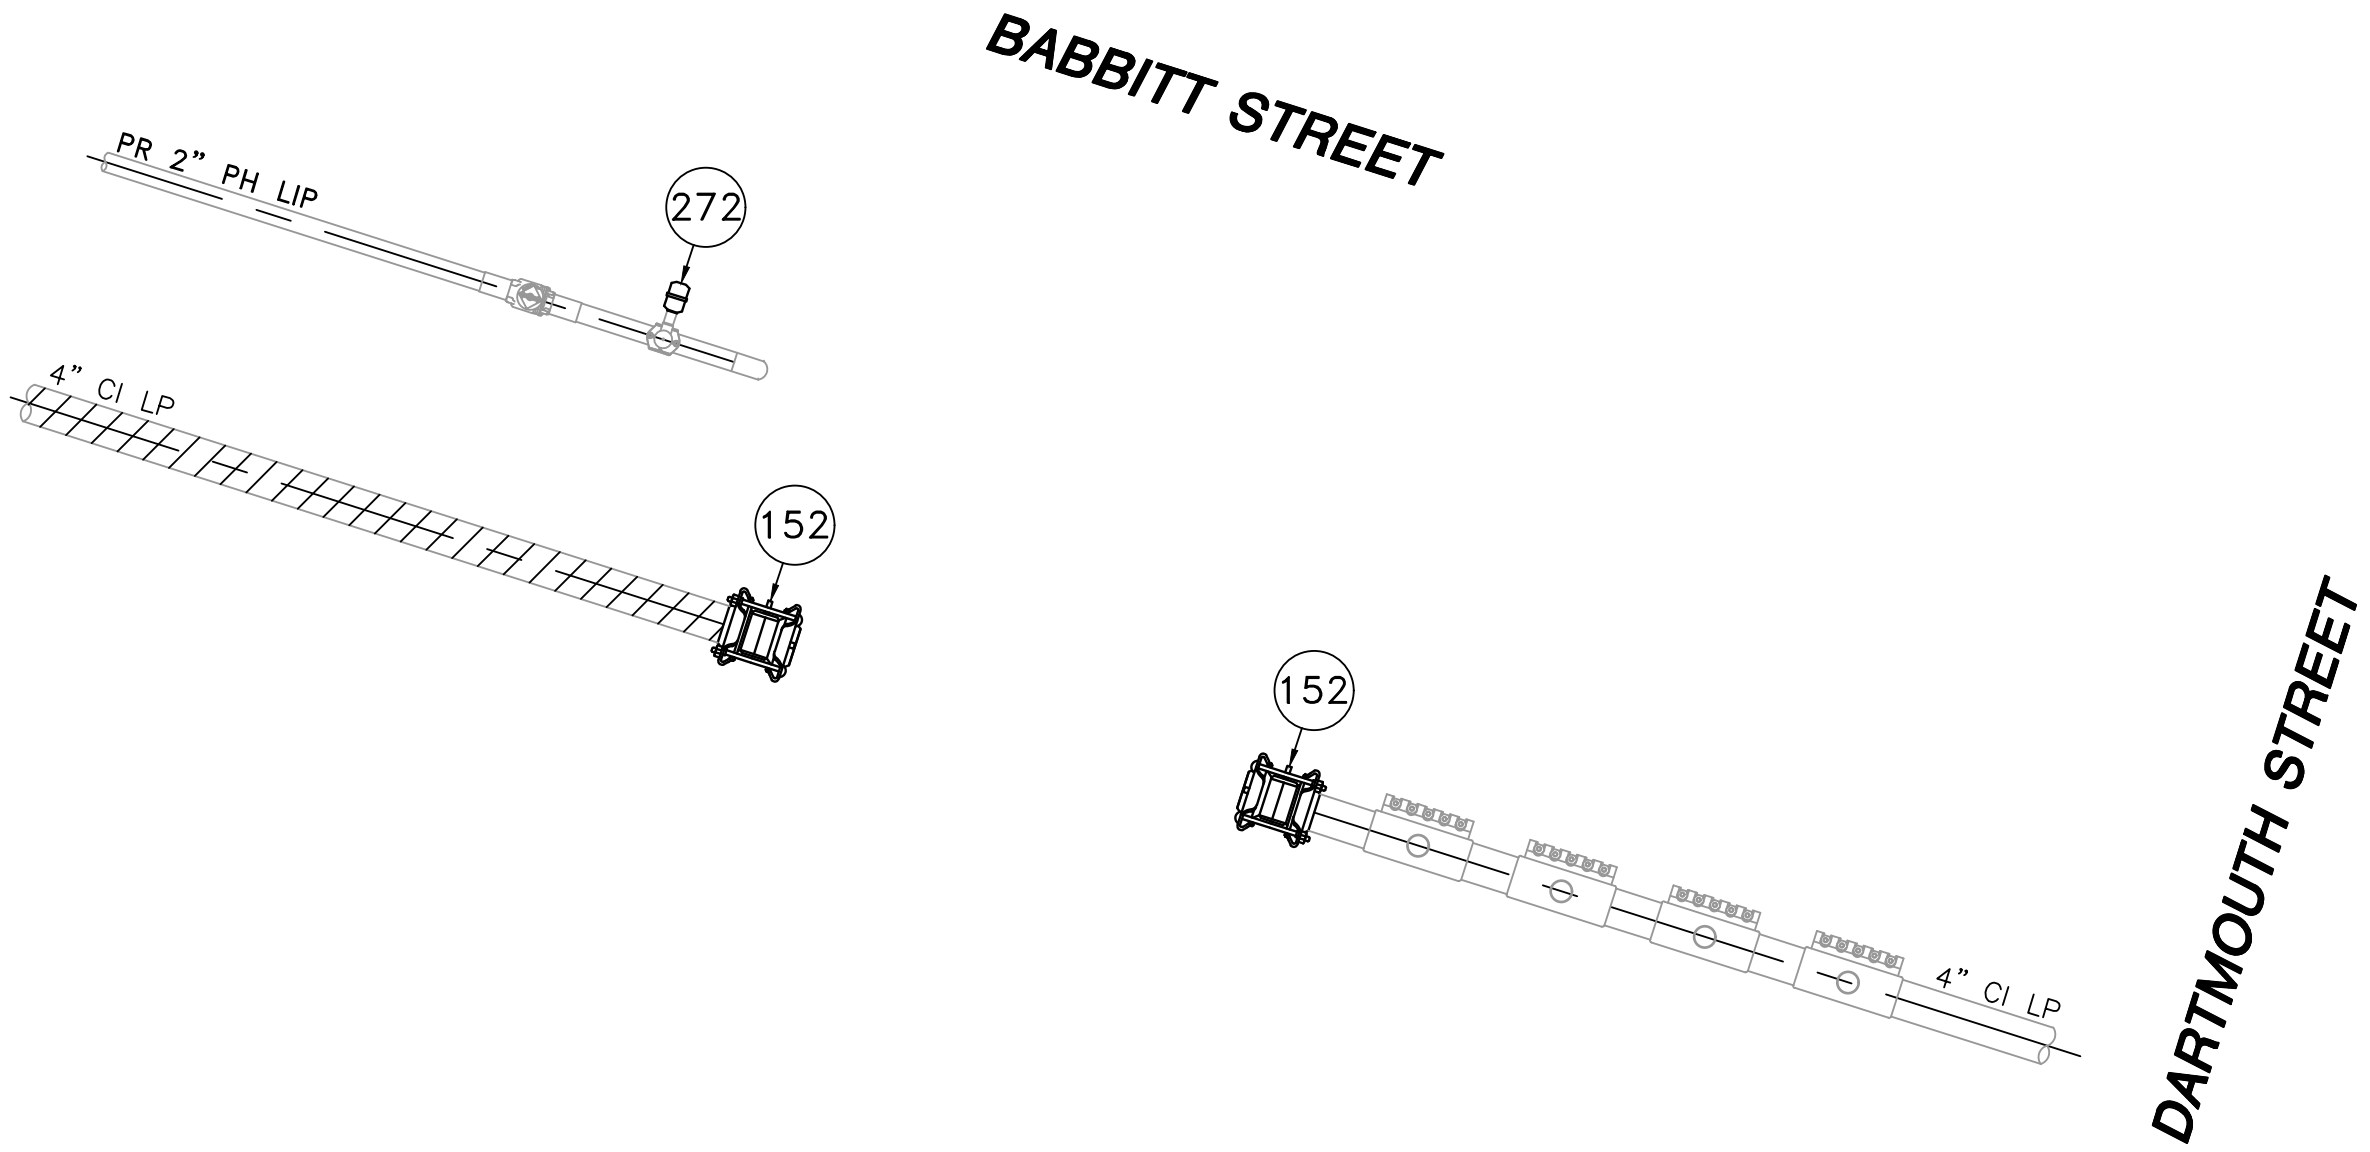 BABBITT STREET
PR 2” PH LIP
272
4” CI LP
152
152
4” CI LP
DARTMOUTH STREET